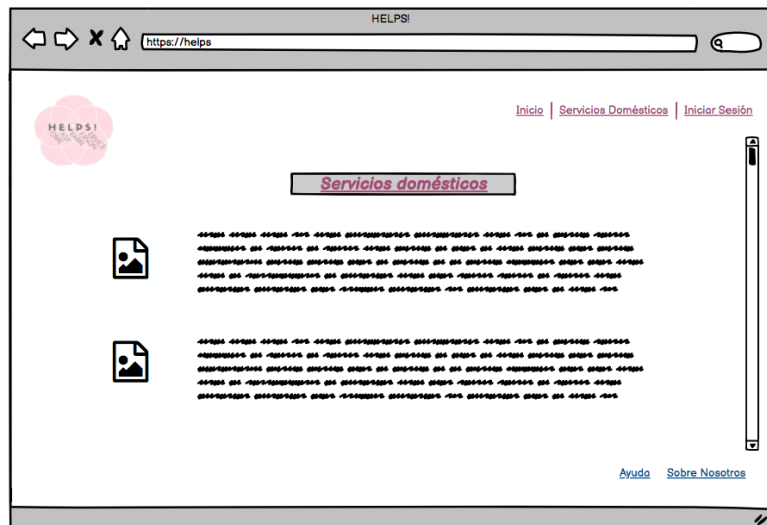 HELPS!
https://helps
HELPS!
Inicio | Servicios Domésticos | Iniciar Sesión
Servicios domésticos
Ayuda Sobre Nosotros